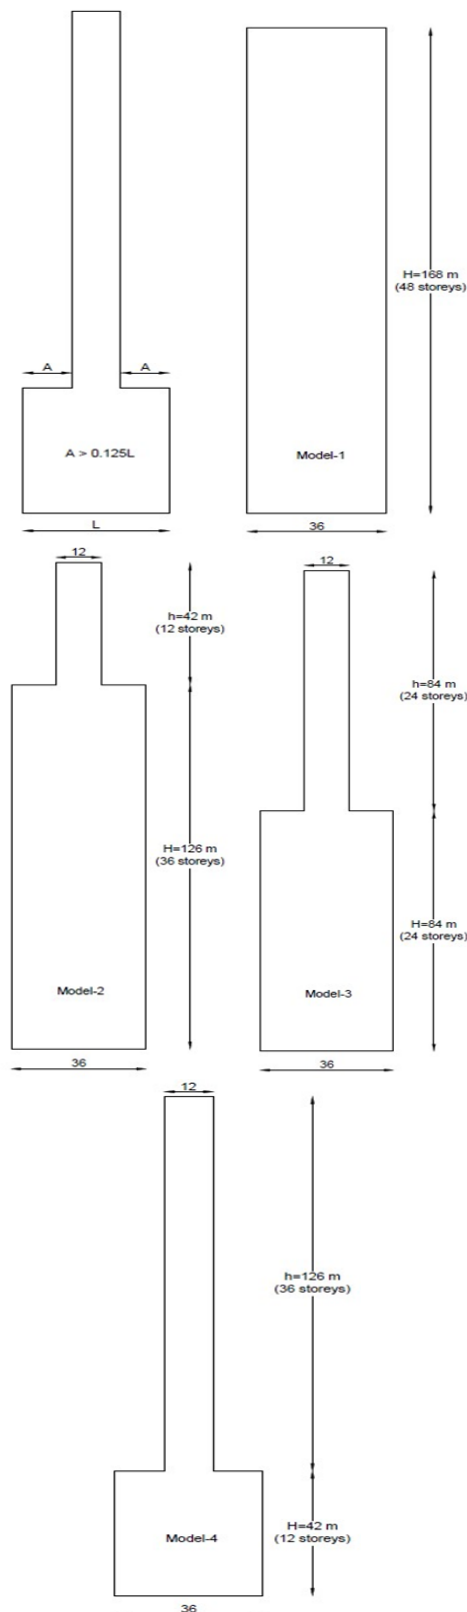 A
A
A > 0.125L
L
H=168 m
(48 storeys)
Model-1
36
12
h=42 m
(12 storeys)
H=126 m
(36 storeys)
Model-2
36
12
h=84 m
(24 storeys)
H=84 m
(24 storeys)
Model-3
36
12
h=126 m
(36 storeys)
H=42 m
(12 storeys)
Model-4
36